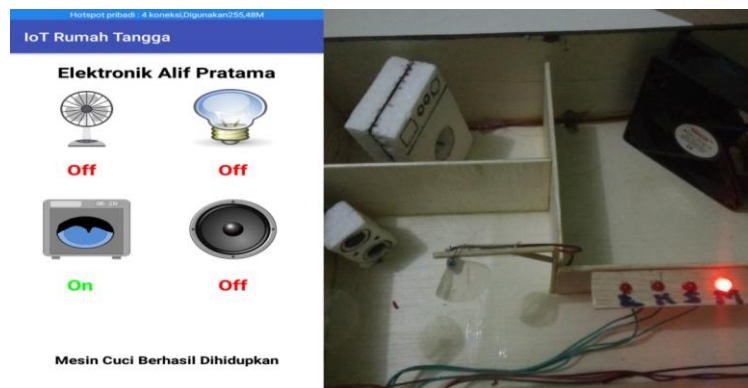 Hotspot pribadi : 4 koneksi,Digunakan255,48M
IoT Rumah Tangga
Elektronik Alif Pratama
Off
Off
On
Off
Mesin Cuci Berhasil Dihidupkan
K S M